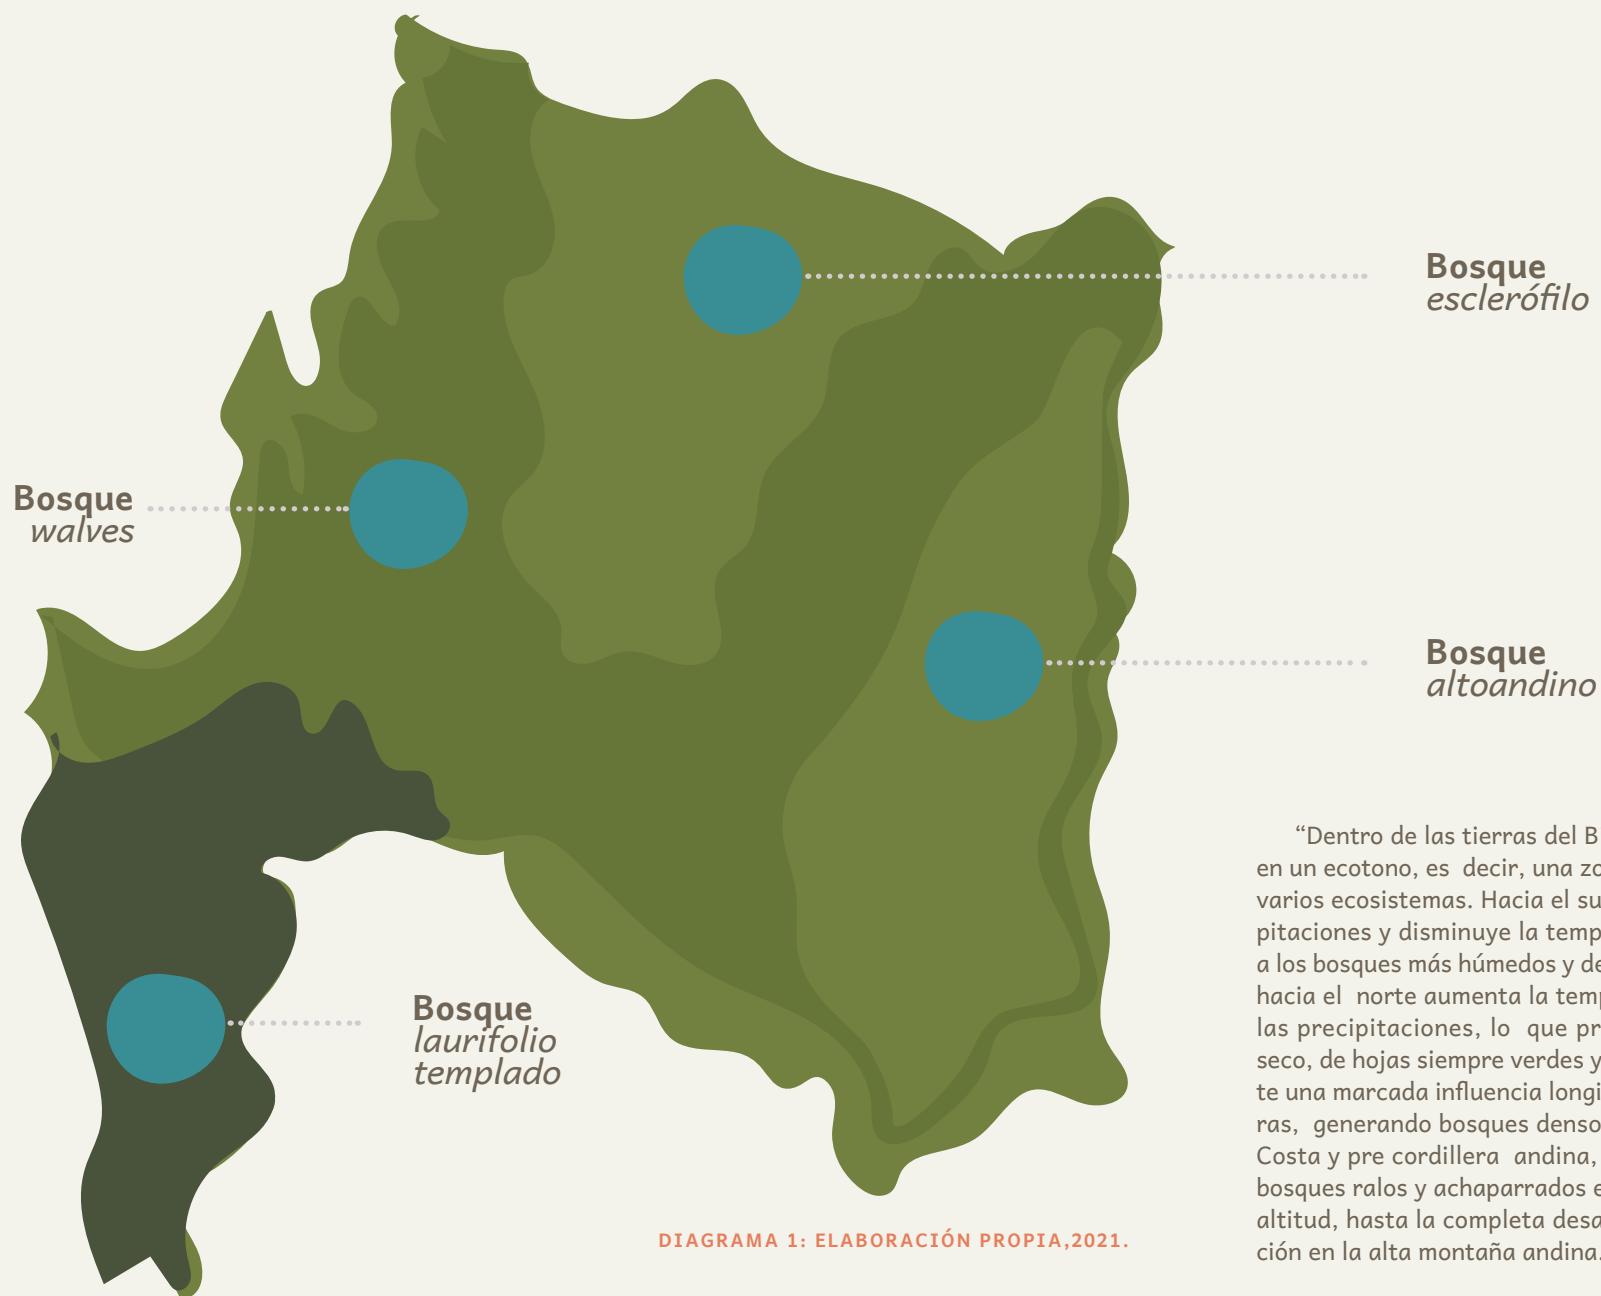 Bosque
esclerófilo
Bosque
walves
Bosque
altoandino
Bosque
laurifolio
templado
DIAGRAMA 1: ELABORACIÓN PROPIA,2021.
“Dentro de las tierras del B
en un ecotono, es decir, una zo
varios ecosistemas. Hacia el su
pitaciones y disminuye la temp
a los bosques más húmedos y de
hacia el norte aumenta la temp
las precipitaciones, lo que pr
seco, de hojas siempre verdes y
te una marcada influencia longi
ras, generando bosques denso
Costa y pre cordillera andina,
bosques ralos y achaparrados e
altitud, hasta la completa desa
ción en la alta montaña andina.